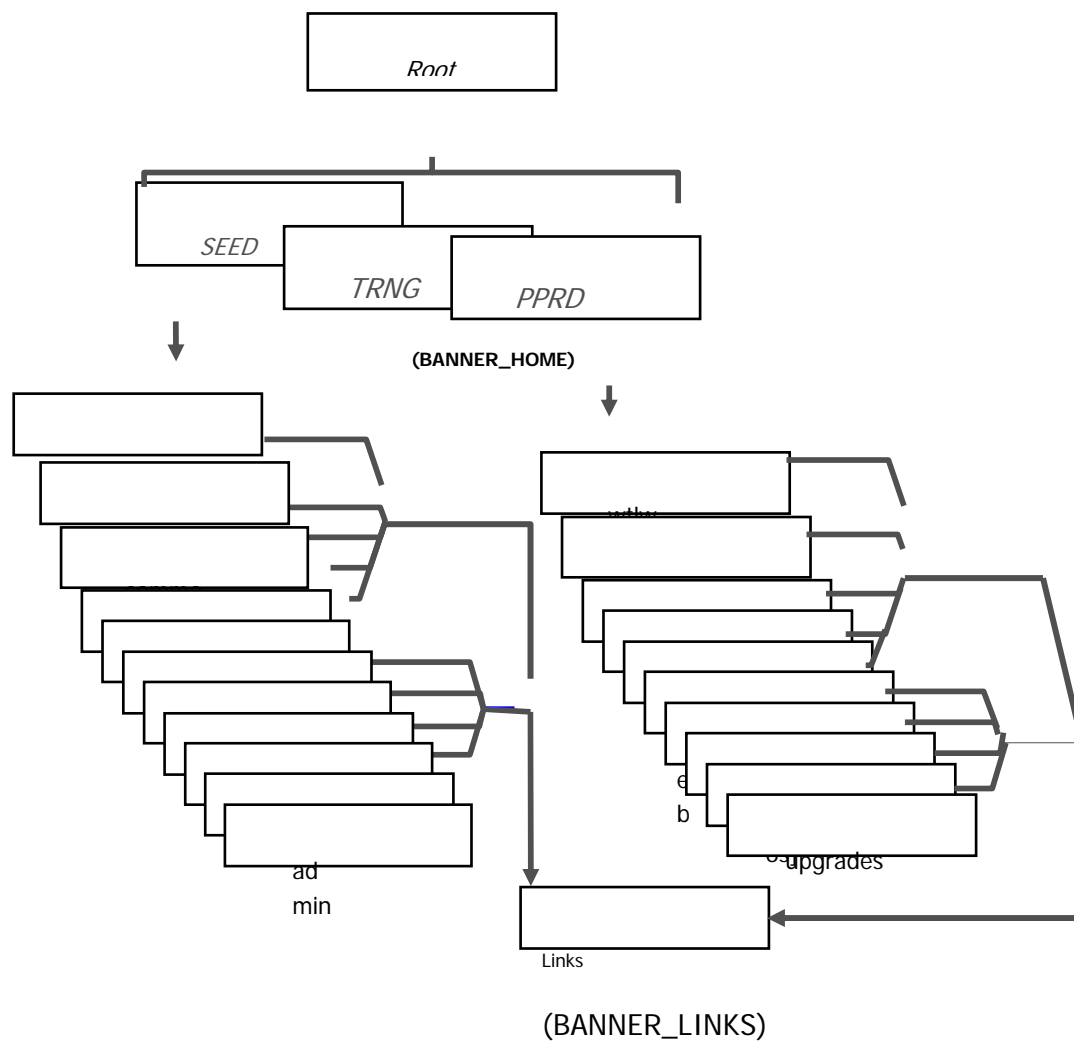 Root
SEED
TRNG
PPRD
(BANNER_HOME)
e
b
upgrades
ad
min
Links
(BANNER_LINKS)